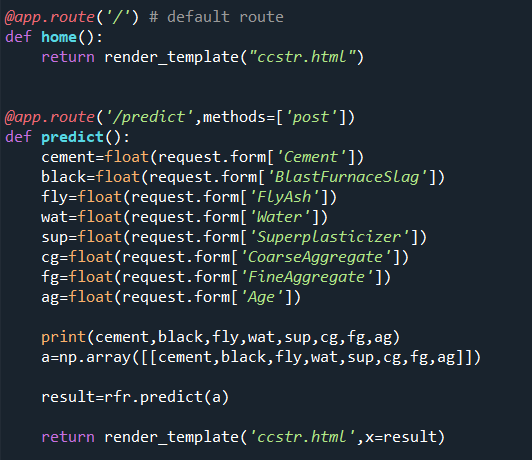 @app.route('/') # default route
def home():
    return render_template("ccstr.html")
@app.route('/predict',methods=['post'])
def predict():
    cement=float(request.form['Cement'])
    black=float(request.form['BlastFurnaceSlag'])
    fly=float(request.form['FlyAsh'])
    wat=float(request.form['Water'])
    sup=float(request.form['Superplasticizer'])
    cg=float(request.form['CoarseAggregate'])
    fg=float(request.form['FineAggregate'])
    ag=float(request.form['Age'])
    print(cement,black,fly,wat,sup,cg,fg,ag)
    a=np.array([[cement,black,fly,wat,sup,cg,fg,ag]])
    result=rfr.predict(a)
    return render_template('ccstr.html',x=result)